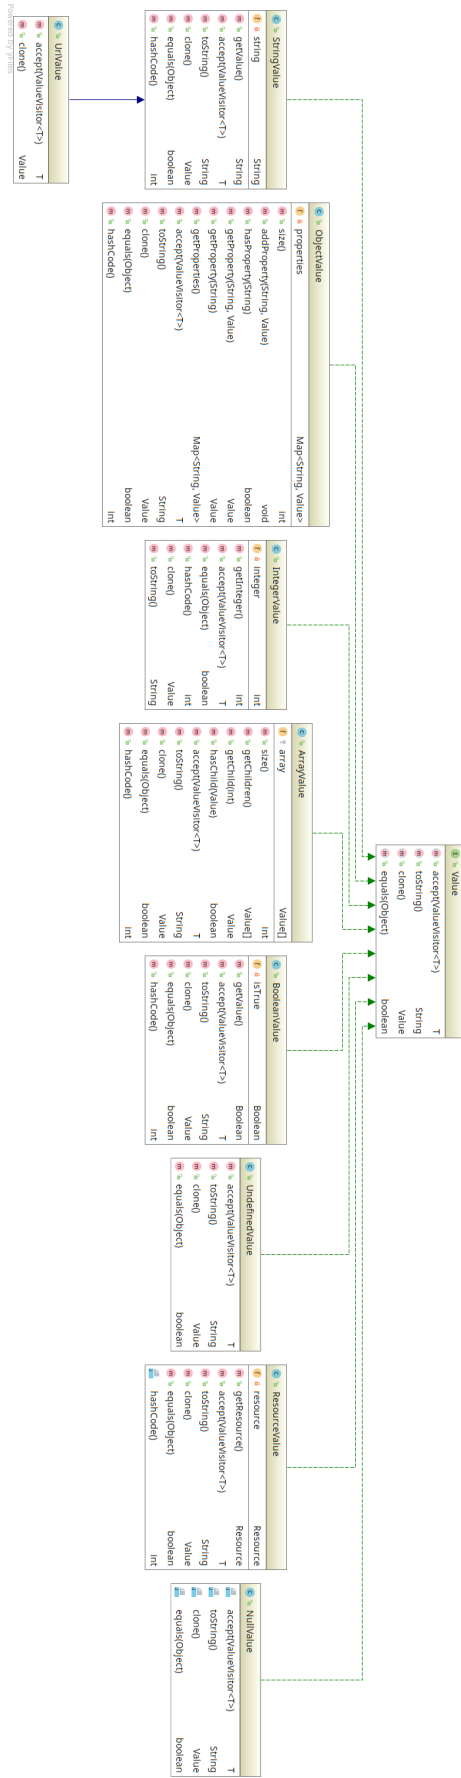 Value
accept(ValueVisitor<T>) T
toString() String
clone() Value
equals(Object) boolean
StringValue
string String
getValue() String
accept(ValueVisitor<T>) T
toString() String
clone() Value
equals(Object) boolean
hashCode() int
ObjectValue
properties Map<String, Value>
size() int
addProperty(String, Value) void
hasProperty(String) boolean
getProperty(String, Value) Value
getProperty(String) Value
getProperties() Map<String, Value>
accept(ValueVisitor<T>) T
toString() String
clone() Value
equals(Object) boolean
hashCode() int
IntegerValue
integer int
getInteger() int
accept(ValueVisitor<T>) T
equals(Object) boolean
hashCode() int
clone() Value
toString() String
ArrayValue
array Value[]
size() int
getChildren() Value[]
getChild(int) Value
hasChild(Value) boolean
accept(ValueVisitor<T>) T
toString() String
clone() Value
equals(Object) boolean
hashCode() int
BooleanValue
isTrue Boolean
getValue() Boolean
accept(ValueVisitor<T>) T
toString() String
clone() Value
equals(Object) boolean
hashCode() int
UndefinedValue
accept(ValueVisitor<T>) T
toString() String
clone() Value
equals(Object) boolean
ResourceValue
resource Resource
getResource() Resource
accept(ValueVisitor<T>) T
toString() String
clone() Value
equals(Object) boolean
hashCode() int
NullValue
accept(ValueVisitor<T>) T
toString() String
clone() Value
equals(Object) boolean
UriValue
accept(ValueVisitor<T>) T
clone() Value
Powered by yFiles